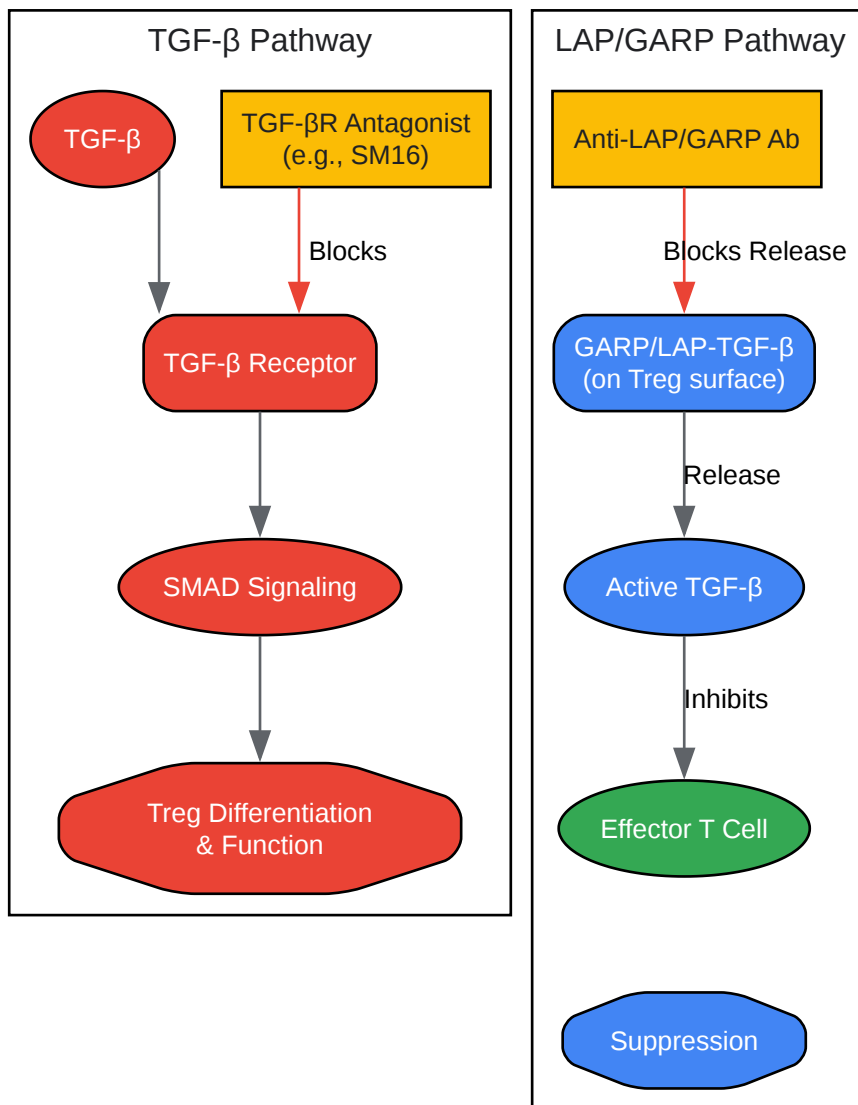 TGF-β Pathway
TGF-β
TGF-βR Antagonist
(e.g., SM16)
Blocks
TGF-β Receptor
SMAD Signaling
Treg Differentiation
& Function
LAP/GARP Pathway
Anti-LAP/GARP Ab
Blocks Release
GARP/LAP-TGF-β
(on Treg surface)
Release
Active TGF-β
Inhibits
Effector T Cell
Suppression